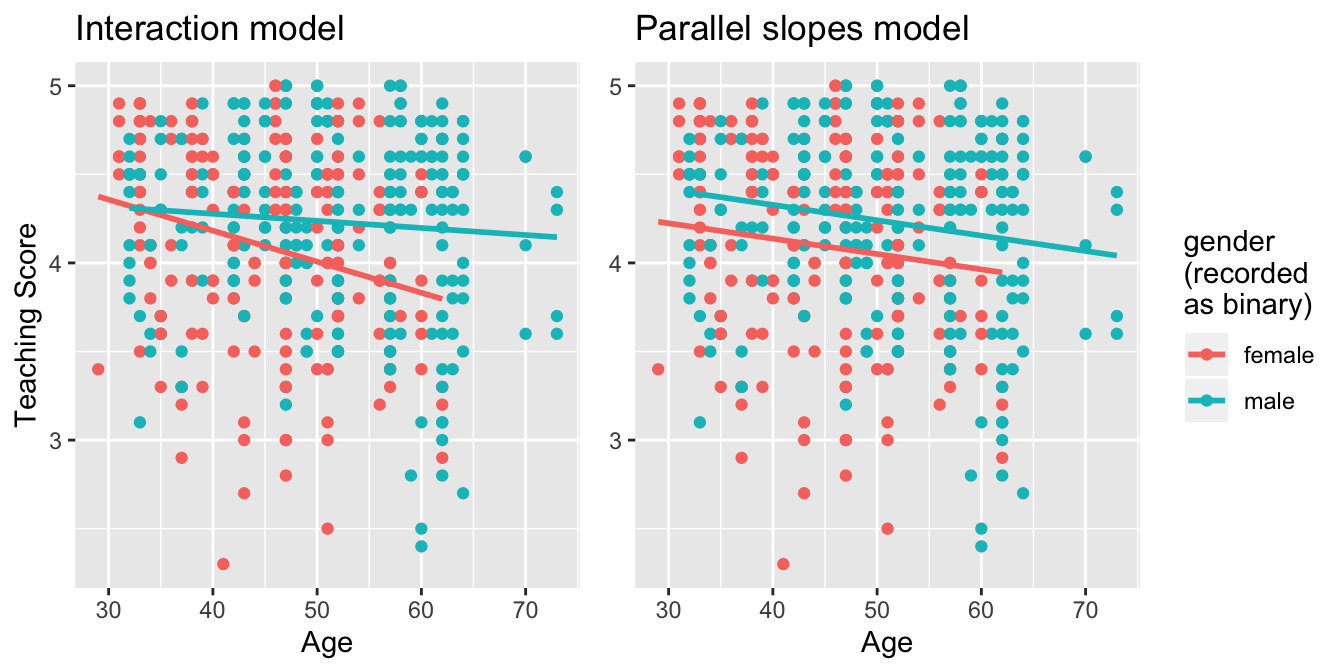 Interaction model
Parallel slopes model
5
4
3
Teaching Score
30 40 50 60 70
Age
5
4
3
30 40 50 60 70
Age
gender
(recorded
as binary)
female
male